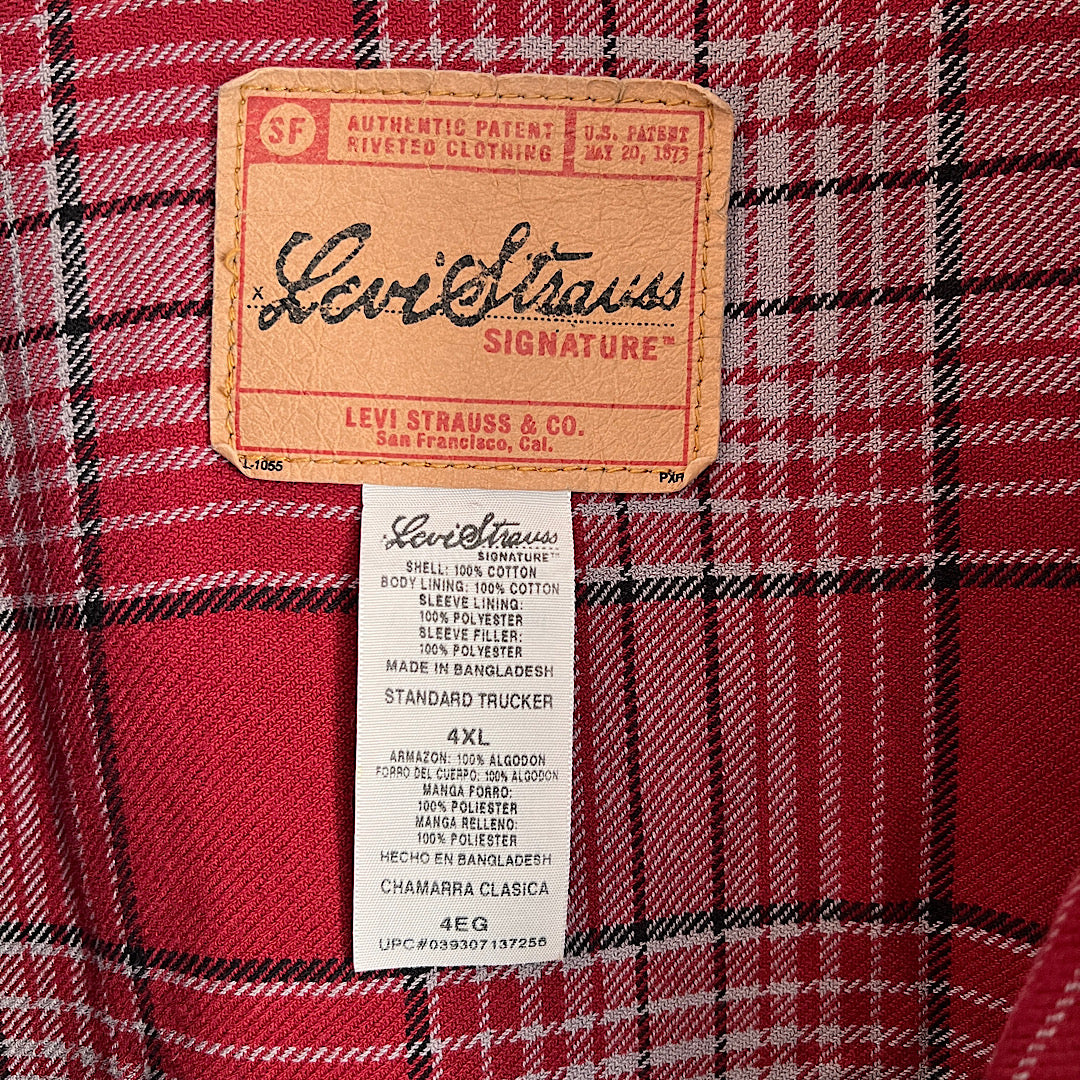 SF
AUTHENTIC PATENT
RIVETED CLOTHING
U.S. PATENT
MAY 20, 1873
x Levi Strauss
SIGNATURE™
LEVI STRAUSS & CO.
San Francisco, Cal.
L-1055
PXH
Levi Strauss
SIGNATURE™
SHELL: 100% COTTON
BODY LINING: 100% COTTON
SLEEVE LINING:
100% POLYESTER
SLEEVE FILLER:
100% POLYESTER
MADE IN BANGLADESH
STANDARD TRUCKER
4XL
ARMAZON: 100% ALGODON
FORRO DEL CUERPO: 100% ALGODON
MANGA FORRO:
100% POLIESTER
MANGA RELLENO:
100% POLIESTER
HECHO EN BANGLADESH
CHAMARRA CLASICA
4EG
UPC#039307137256